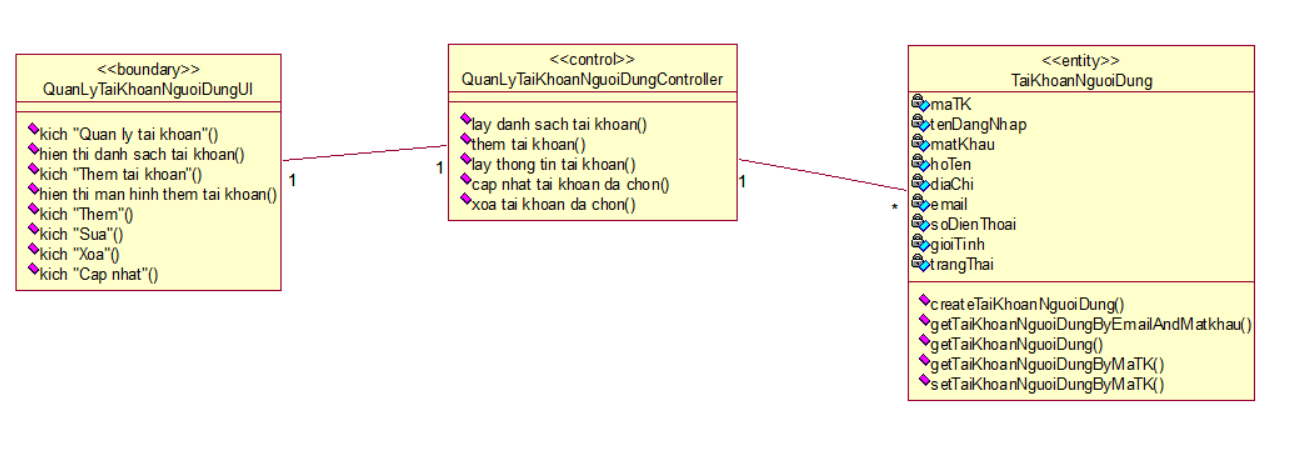 <<boundary>>
QuanLyTaiKhoanNguoiDungUI
kich "Quan ly tai khoan"()
hien thi danh sach tai khoan()
kich "Them tai khoan"()
hien thi man hinh them tai khoan()
kich "Them"()
kich "Sua"()
kich "Xoa"()
kich "Cap nhat"()
1
1
<<control>>
QuanLyTaiKhoanNguoiDungController
lay danh sach tai khoan()
them tai khoan()
lay thong tin tai khoan()
cap nhat tai khoan da chon()
xoa tai khoan da chon()
1
*
<<entity>>
TaiKhoanNguoiDung
maTK
tenDangNhap
matKhau
hoTen
diaChi
email
soDienThoai
gioiTinh
trangThai
createTaiKhoanNguoiDung()
getTaiKhoanNguoiDungByEmailAndMatkhau()
getTaiKhoanNguoiDung()
getTaiKhoanNguoiDungByMaTK()
setTaiKhoanNguoiDungByMaTK()